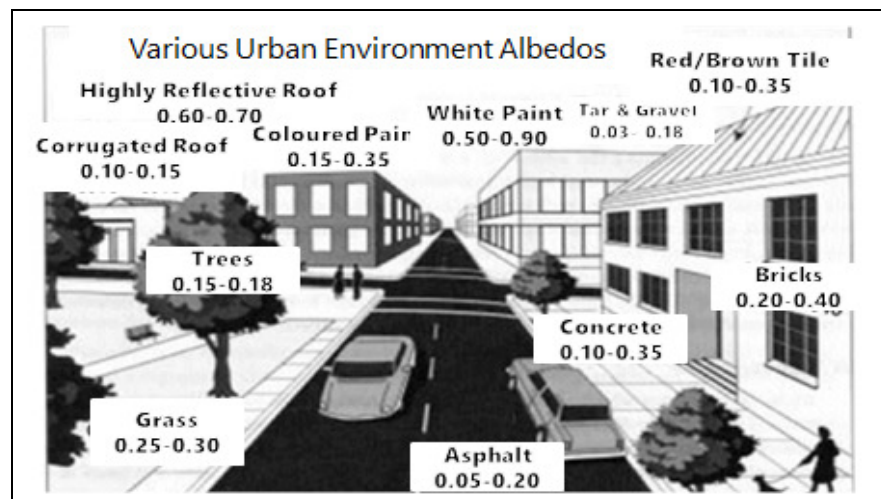 Various Urban Environment Albedos
Red/Brown Tile
0.10-0.35
Highly Reflective Roof
0.60-0.70
White Paint
0.50-0.90
Tar & Gravel
0.03- 0.18
Coloured Pain
0.15-0.35
Corrugated Roof
0.10-0.15
Trees
0.15-0.18
Bricks
0.20-0.40
Concrete
0.10-0.35
Grass
0.25-0.30
Asphalt
0.05-0.20